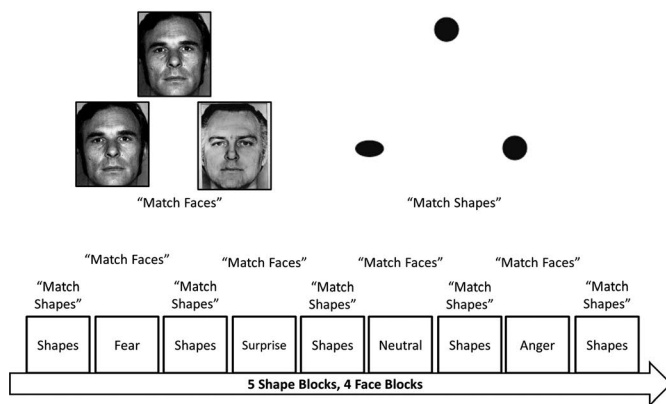 “Match Faces”
“Match Shapes”
“Match Faces”
“Match Faces”
“Match Faces”
“Match Faces”
“Match
Shapes”
“Match
Shapes”
“Match
Shapes”
“Match
Shapes”
“Match
Shapes”
Shapes
Fear
Shapes
Surprise
Shapes
Neutral
Shapes
Anger
Shapes
5 Shape Blocks, 4 Face Blocks